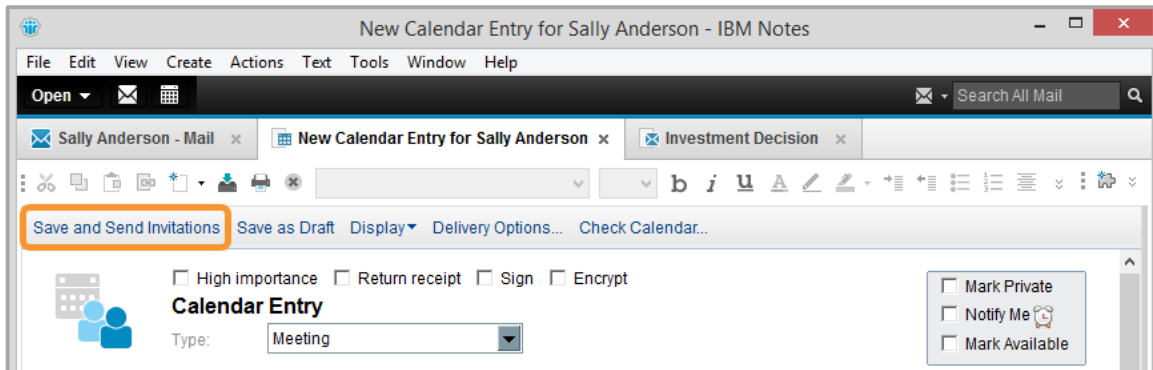 New Calendar Entry for Sally Anderson - IBM Notes
File Edit View Create Actions Text Tools Window Help
Open Search All Mail
Sally Anderson - Mail New Calendar Entry for Sally Anderson Investment Decision
b i u A
Save and Send Invitations Save as Draft Display Delivery Options... Check Calendar...
High importance Return receipt Sign Encrypt
Mark Private
Calendar Entry
Notify Me
Type: Meeting
Mark Available